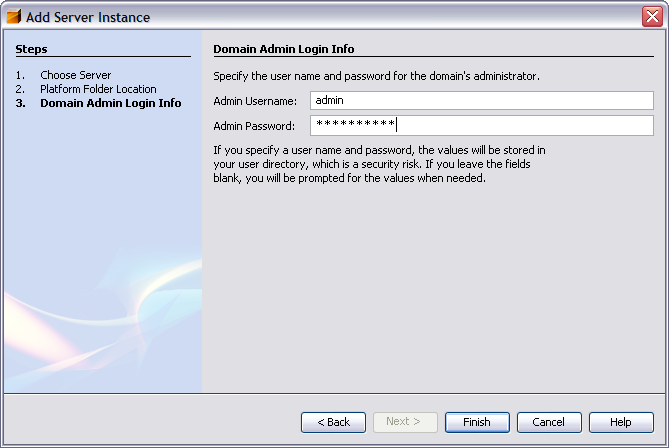 Add Server Instance
Steps
1. Choose Server
2. Platform Folder Location
3. Domain Admin Login Info
Domain Admin Login Info
Specify the user name and password for the domain's administrator.
Admin Username: admin
Admin Password: **********
If you specify a user name and password, the values will be stored in
your user directory, which is a security risk. If you leave the fields
blank, you will be prompted for the values when needed.
< Back Next > Finish Cancel Help